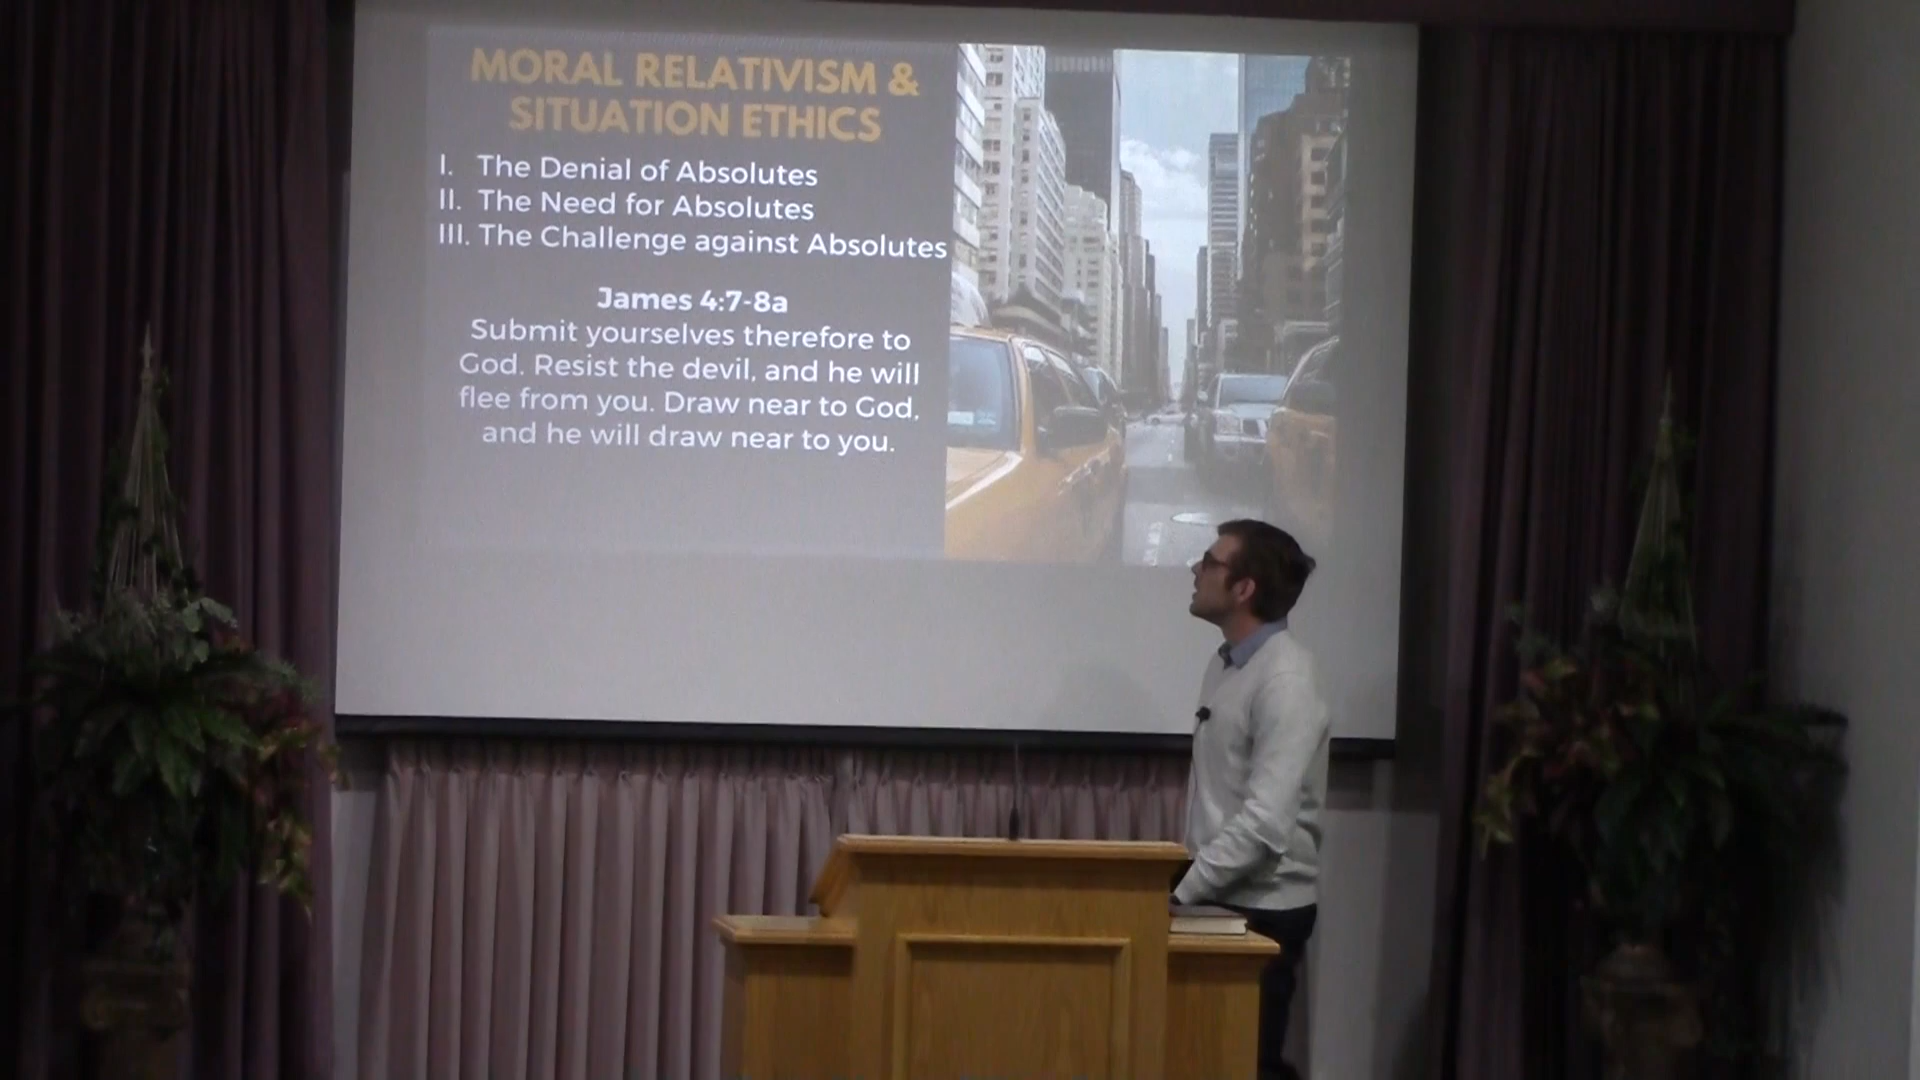 MORAL RELATIVISM &
SITUATION ETHICS
I. The Denial of Absolutes
II. The Need for Absolutes
III. The Challenge against Absolutes
James 4:7-8a
Submit yourselves therefore to
God. Resist the devil, and he will
flee from you. Draw near to God,
and he will draw near to you.